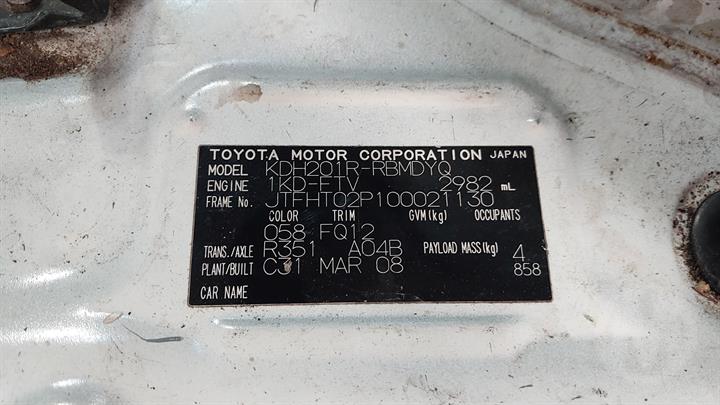 TOYOTA MOTOR CORPORATION JAPAN
MODEL KDH201R-RBMDYQ
ENGINE 1KD-FTV 2982 mL
FRAME No. JTFHT02P100021130
COLOR TRIM GVM(kg) OCCUPANTS
058 FQ12
TRANS./AXLE R351 A04B PAYLOAD MASS(kg) 4
PLANT/BUILT C31 MAR 08 858
CAR NAME